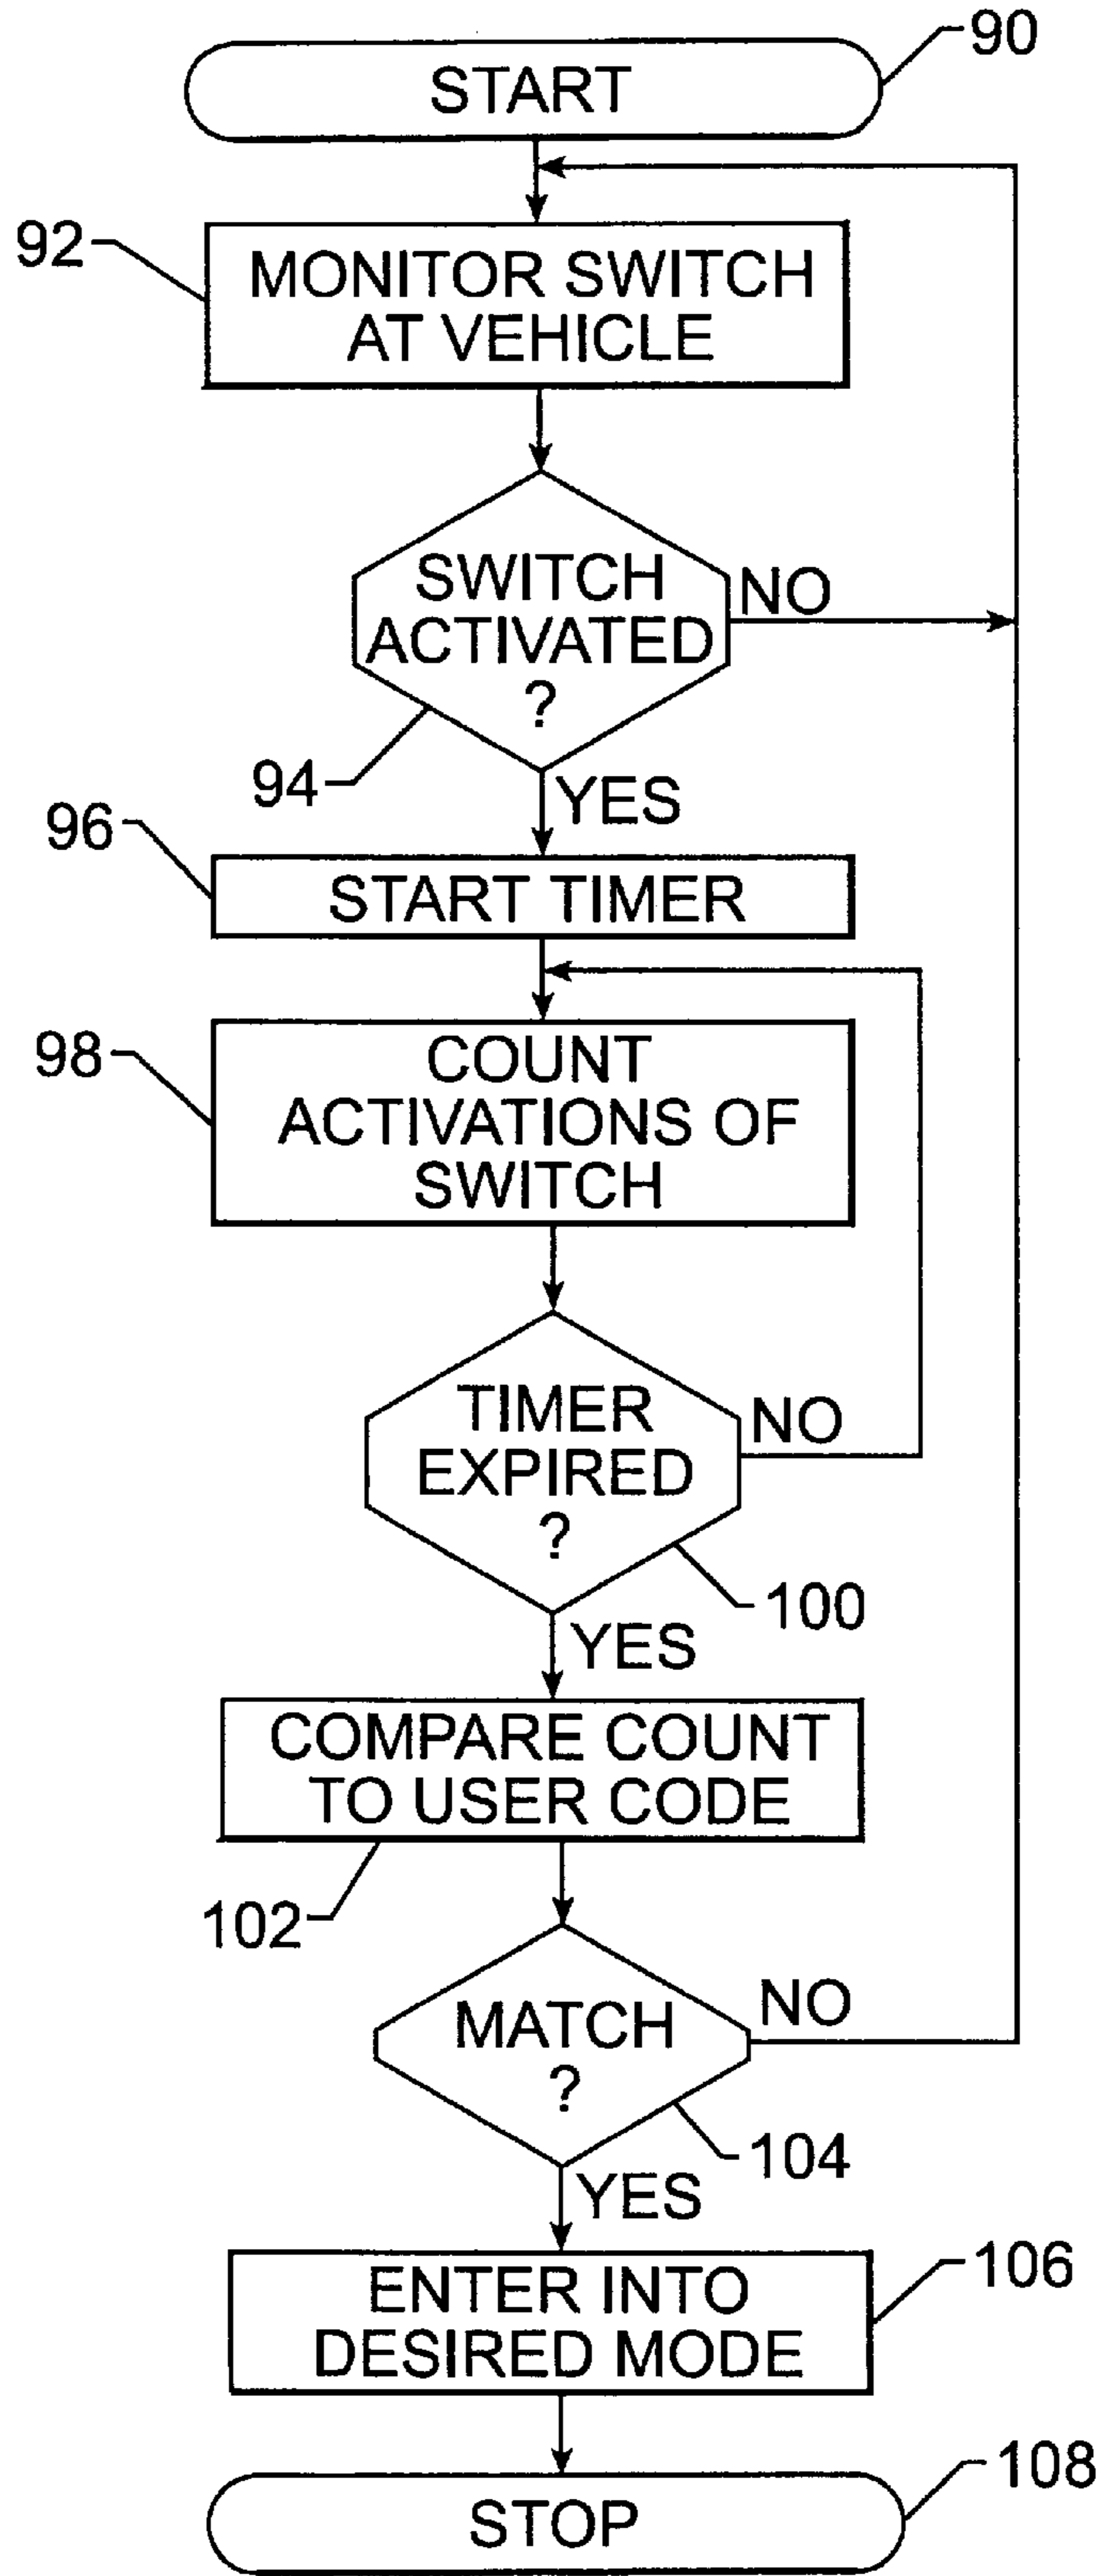 START
90
92
MONITOR SWITCH
AT VEHICLE
SWITCH
ACTIVATED
?
NO
94
YES
96
START TIMER
98
COUNT
ACTIVATIONS OF
SWITCH
TIMER
EXPIRED
?
NO
100
YES
COMPARE COUNT
TO USER CODE
102
MATCH
?
NO
104
YES
ENTER INTO
DESIRED MODE
106
STOP
108